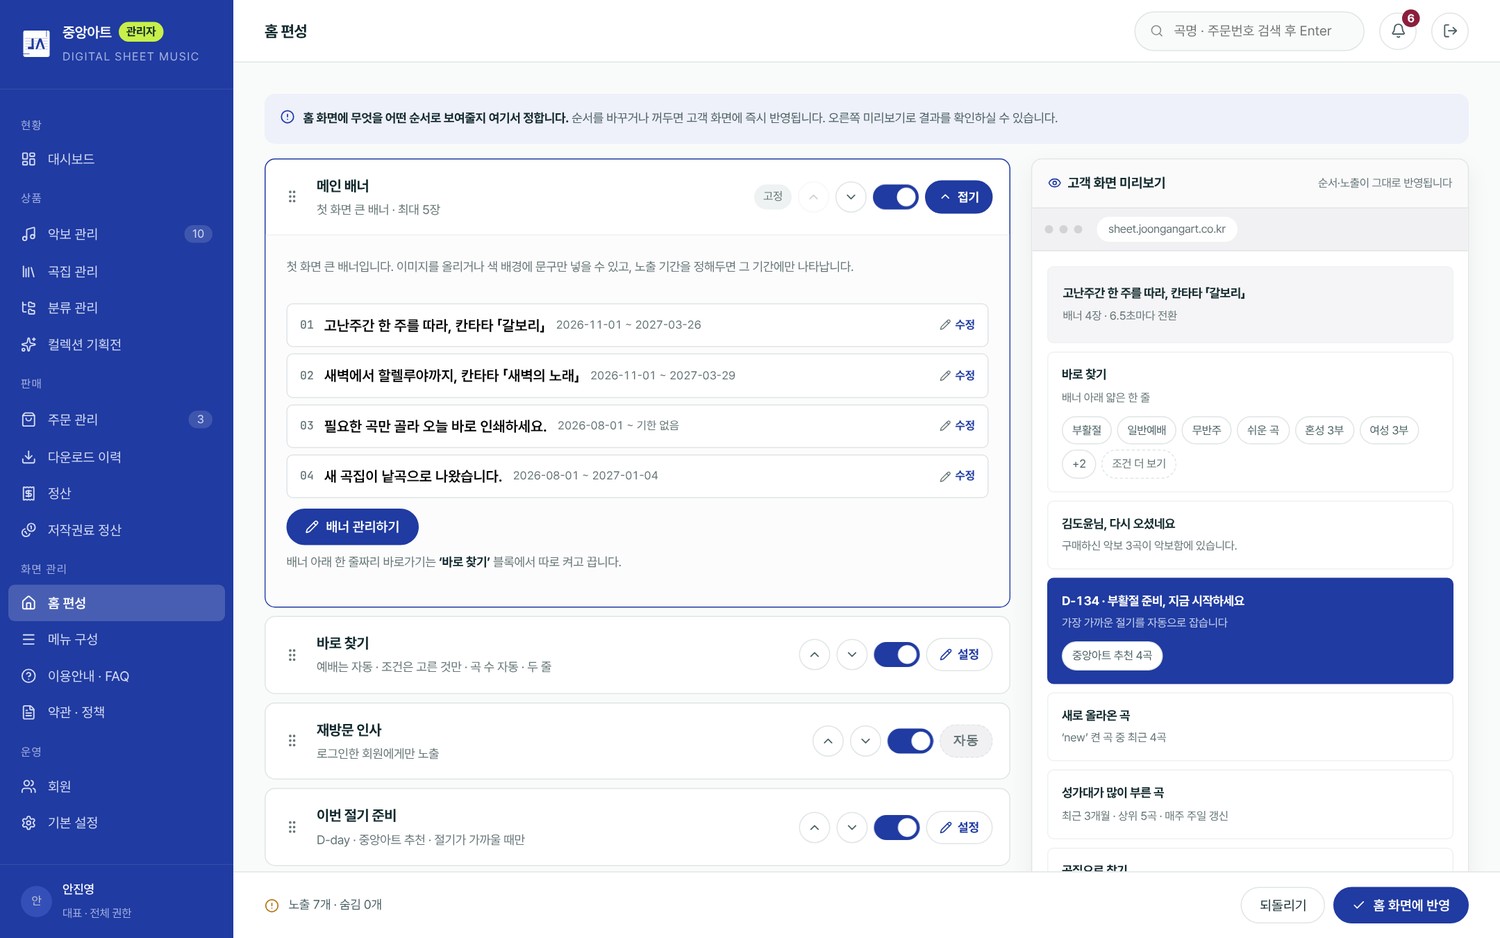 JA
중앙아트 관리자
DIGITAL SHEET MUSIC
현황
대시보드
상품
악보 관리 10
곡집 관리
분류 관리
컬렉션 기획전
판매
주문 관리 3
다운로드 이력
정산
저작권료 정산
화면 관리
홈 편성
메뉴 구성
이용안내 · FAQ
약관 · 정책
운영
회원
기본 설정
안
안진영
대표 · 전체 권한
홈 편성
곡명 · 주문번호 검색 후 Enter
6
홈 화면에 무엇을 어떤 순서로 보여줄지 여기서 정합니다. 순서를 바꾸거나 꺼두면 고객 화면에 즉시 반영됩니다. 오른쪽 미리보기로 결과를 확인하실 수 있습니다.
메인 배너
첫 화면 큰 배너 · 최대 5장
고정
접기
첫 화면 큰 배너입니다. 이미지를 올리거나 색 배경에 문구만 넣을 수 있고, 노출 기간을 정해두면 그 기간에만 나타납니다.
01 고난주간 한 주를 따라, 칸타타 「갈보리」 2026-11-01 ~ 2027-03-26 수정
02 새벽에서 할렐루야까지, 칸타타 「새벽의 노래」 2026-11-01 ~ 2027-03-29 수정
03 필요한 곡만 골라 오늘 바로 인쇄하세요. 2026-08-01 ~ 기한 없음 수정
04 새 곡집이 낱곡으로 나왔습니다. 2026-08-01 ~ 2027-01-04 수정
배너 관리하기
배너 아래 한 줄짜리 바로가기는 ‘바로 찾기’ 블록에서 따로 켜고 끕니다.
바로 찾기
예배는 자동 · 조건은 고른 것만 · 곡 수 자동 · 두 줄
설정
재방문 인사
로그인한 회원에게만 노출
자동
이번 절기 준비
D-day · 중앙아트 추천 · 절기가 가까울 때만
설정
고객 화면 미리보기
순서·노출이 그대로 반영됩니다
sheet.joongangart.co.kr
고난주간 한 주를 따라, 칸타타 「갈보리」
배너 4장 · 6.5초마다 전환
바로 찾기
배너 아래 얇은 한 줄
부활절 일반예배 무반주 쉬운 곡 혼성 3부 여성 3부
+2 조건 더 보기
김도윤님, 다시 오셨네요
구매하신 악보 3곡이 악보함에 있습니다.
D-134 · 부활절 준비, 지금 시작하세요
가장 가까운 절기를 자동으로 잡습니다
중앙아트 추천 4곡
새로 올라온 곡
‘new’ 켠 곡 중 최근 4곡
성가대가 많이 부른 곡
최근 3개월 · 상위 5곡 · 매주 주일 갱신
곡집으로 찾기
노출 7개 · 숨김 0개
되돌리기
홈 화면에 반영